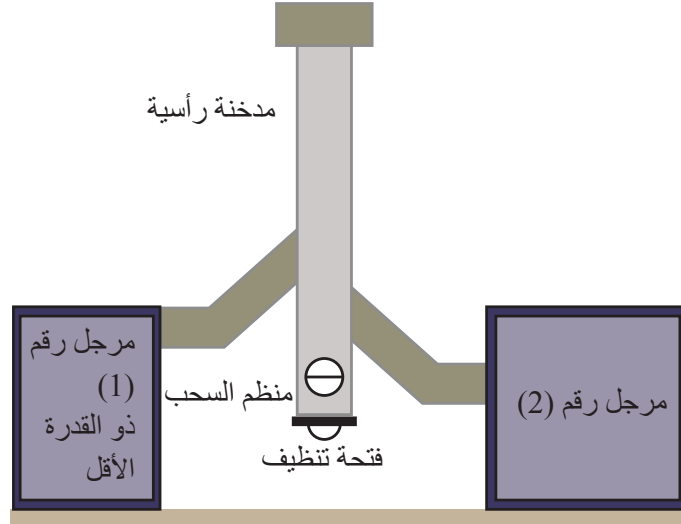 مدخنة رأسية
مرجل رقم
(1)
ذو القدرة
الأقل
منظم السحب
مرجل رقم (2)
فتحة تنظيف